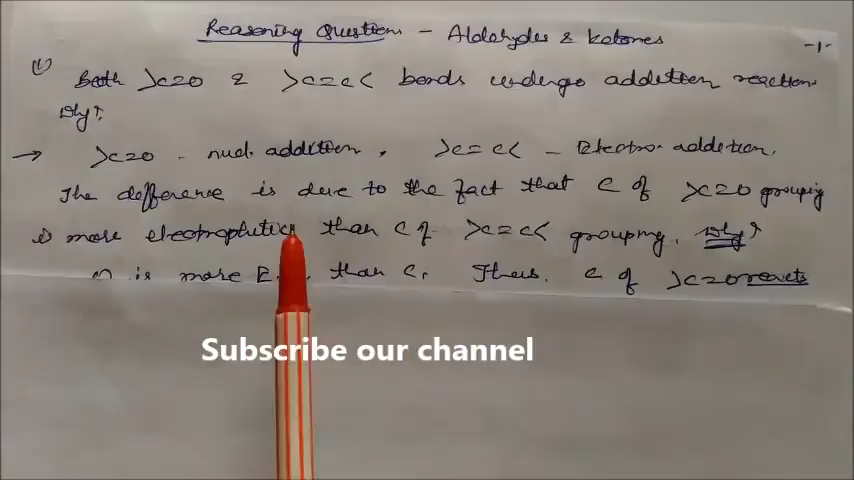 Reasoning Questions - Aldehydes & ketones
-1-
(1)
Both >C=O & >C=C< bonds undergo addition reactions
Why?
→ >C=O - nucl. addition, >C=C< - Electro. addition.
The difference is due to the fact that C of >C=O grouping
is more electrophilic than C of >C=C< grouping. Why?
O is more E. than C. Thus. C of >C=O reacts
Subscribe our channel